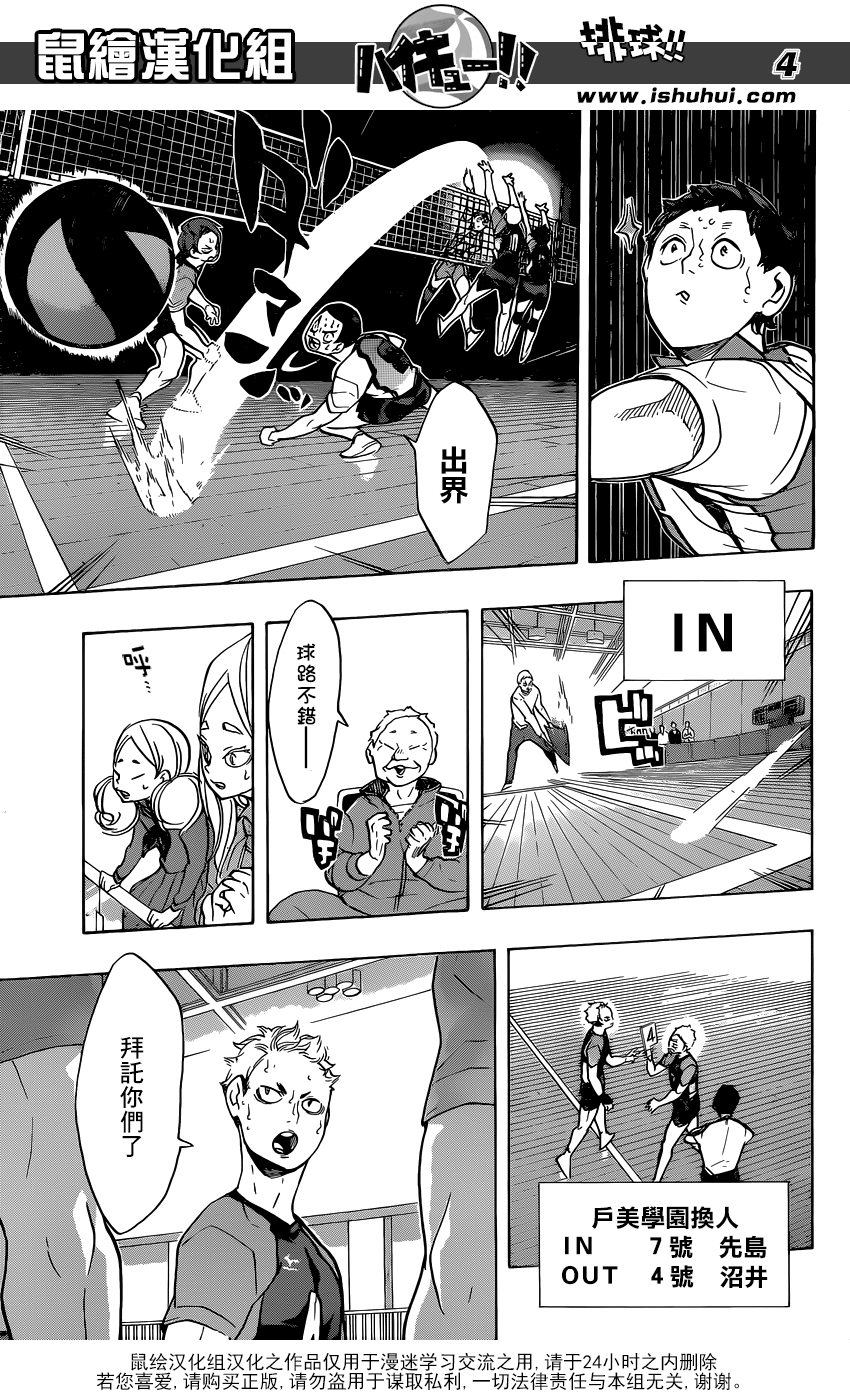 鼠繪漢化組
ハイキュー!!
排球!!
4
www.ishuhui.com
出界
IN
ビッ
球路不錯──
呼…
4
拜託你們了
戶美學園換人
IN 7號 先島
OUT 4號 沼井
鼠绘汉化组汉化之作品仅用于漫迷学习交流之用,请于24小时之内删除
若您喜爱,请购买正版,请勿盗用于谋取私利,一切法律责任与本组无关,谢谢。